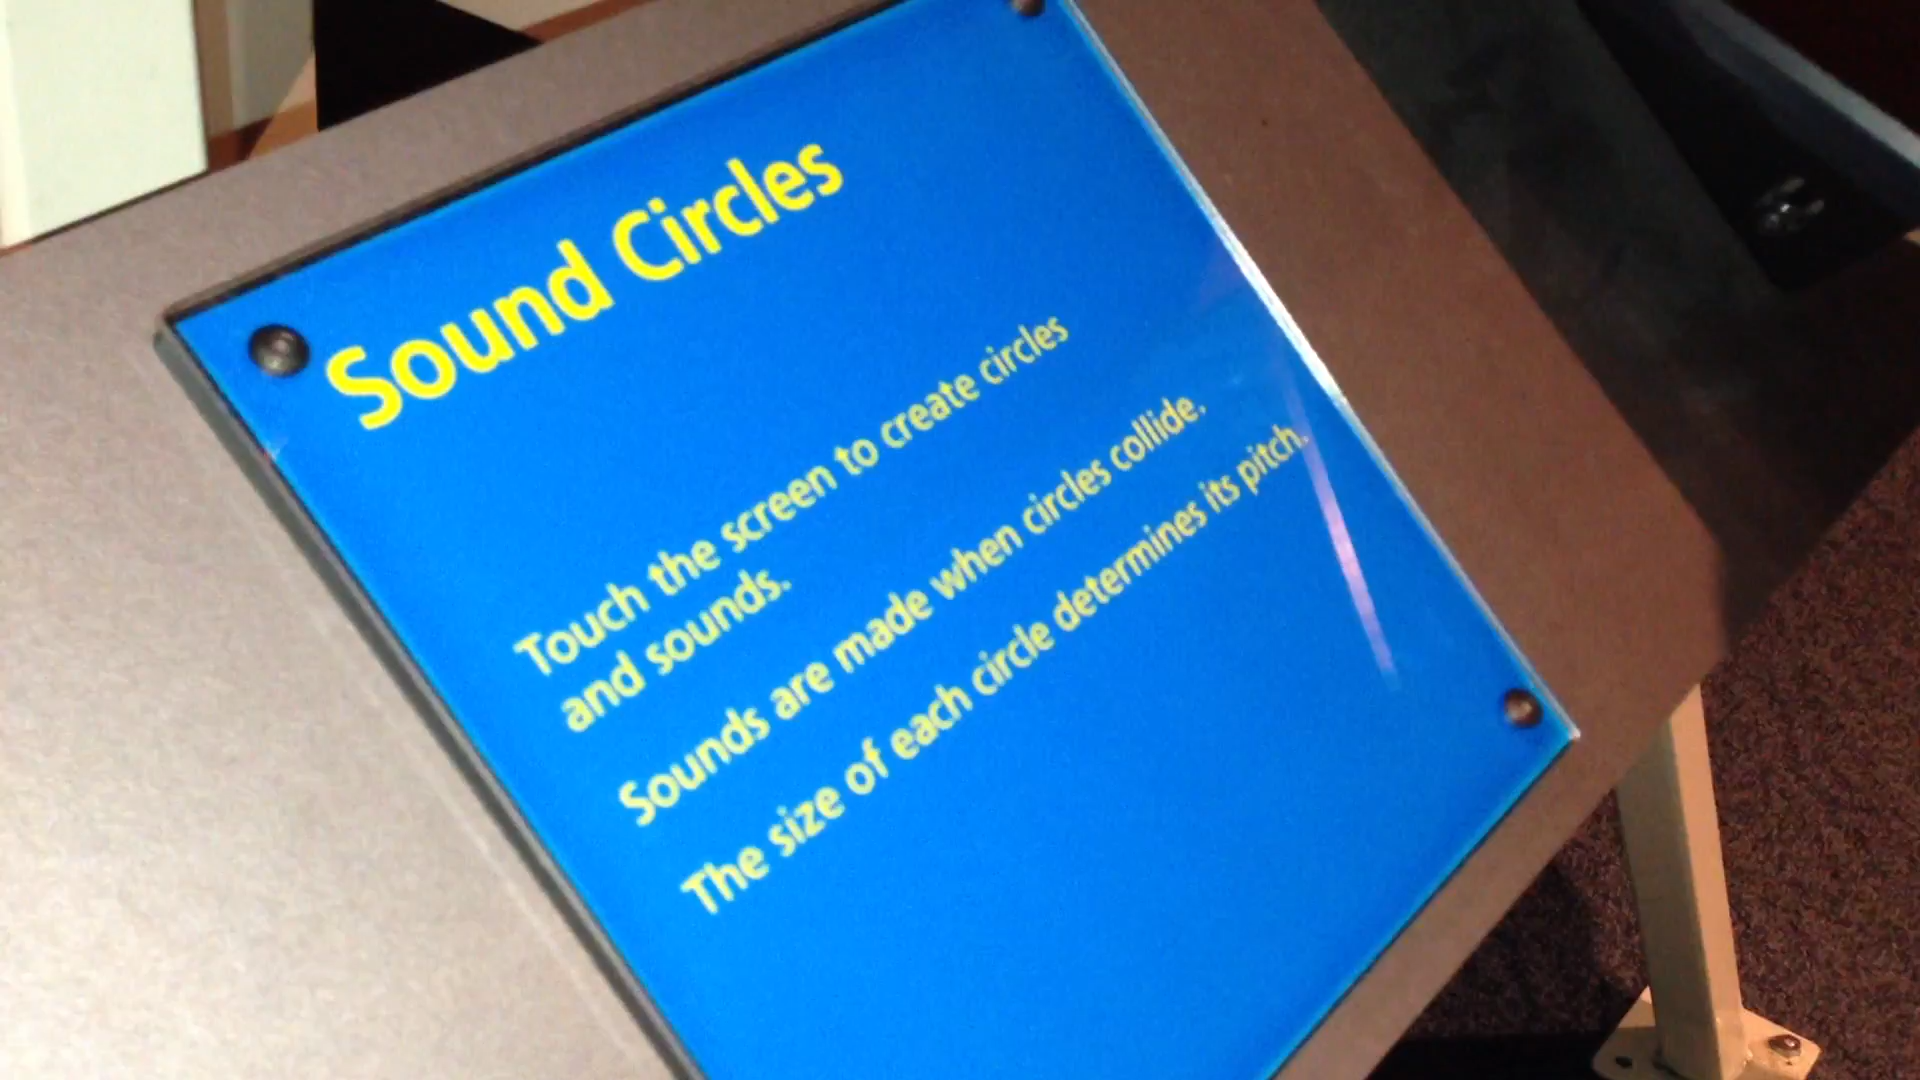 Sound Circles
Touch the screen to create circles
and sounds.
Sounds are made when circles collide.
The size of each circle determines its pitch.